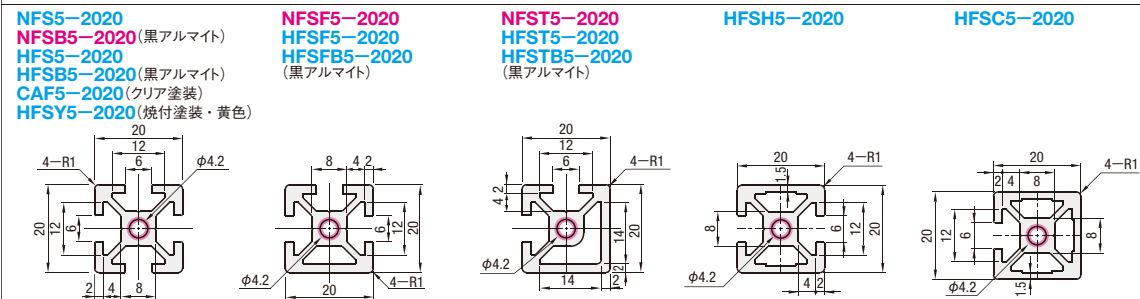 NFS5−2020
NFSB5−2020(黒アルマイト)
HFS5−2020
HFSB5−2020(黒アルマイト)
CAF5−2020(クリア塗装)
HFSY5−2020(焼付塗装・黄色)
20
12
6
4−R1
φ4.2
20
12
6
2
4
8
NFSF5−2020
HFSF5−2020
HFSFB5−2020
(黒アルマイト)
8
4
2
6
12
20
φ4.2
4−R1
20
NFST5−2020
HFST5−2020
HFSTB5−2020
(黒アルマイト)
20
12
6
4−R1
2
4
14
20
2
φ4.2
14
2
HFSH5−2020
20
1.5
4−R1
8
6
12
20
φ4.2
4
2
HFSC5−2020
20
2
4
8
4−R1
20
12
6
8
φ4.2
1.5